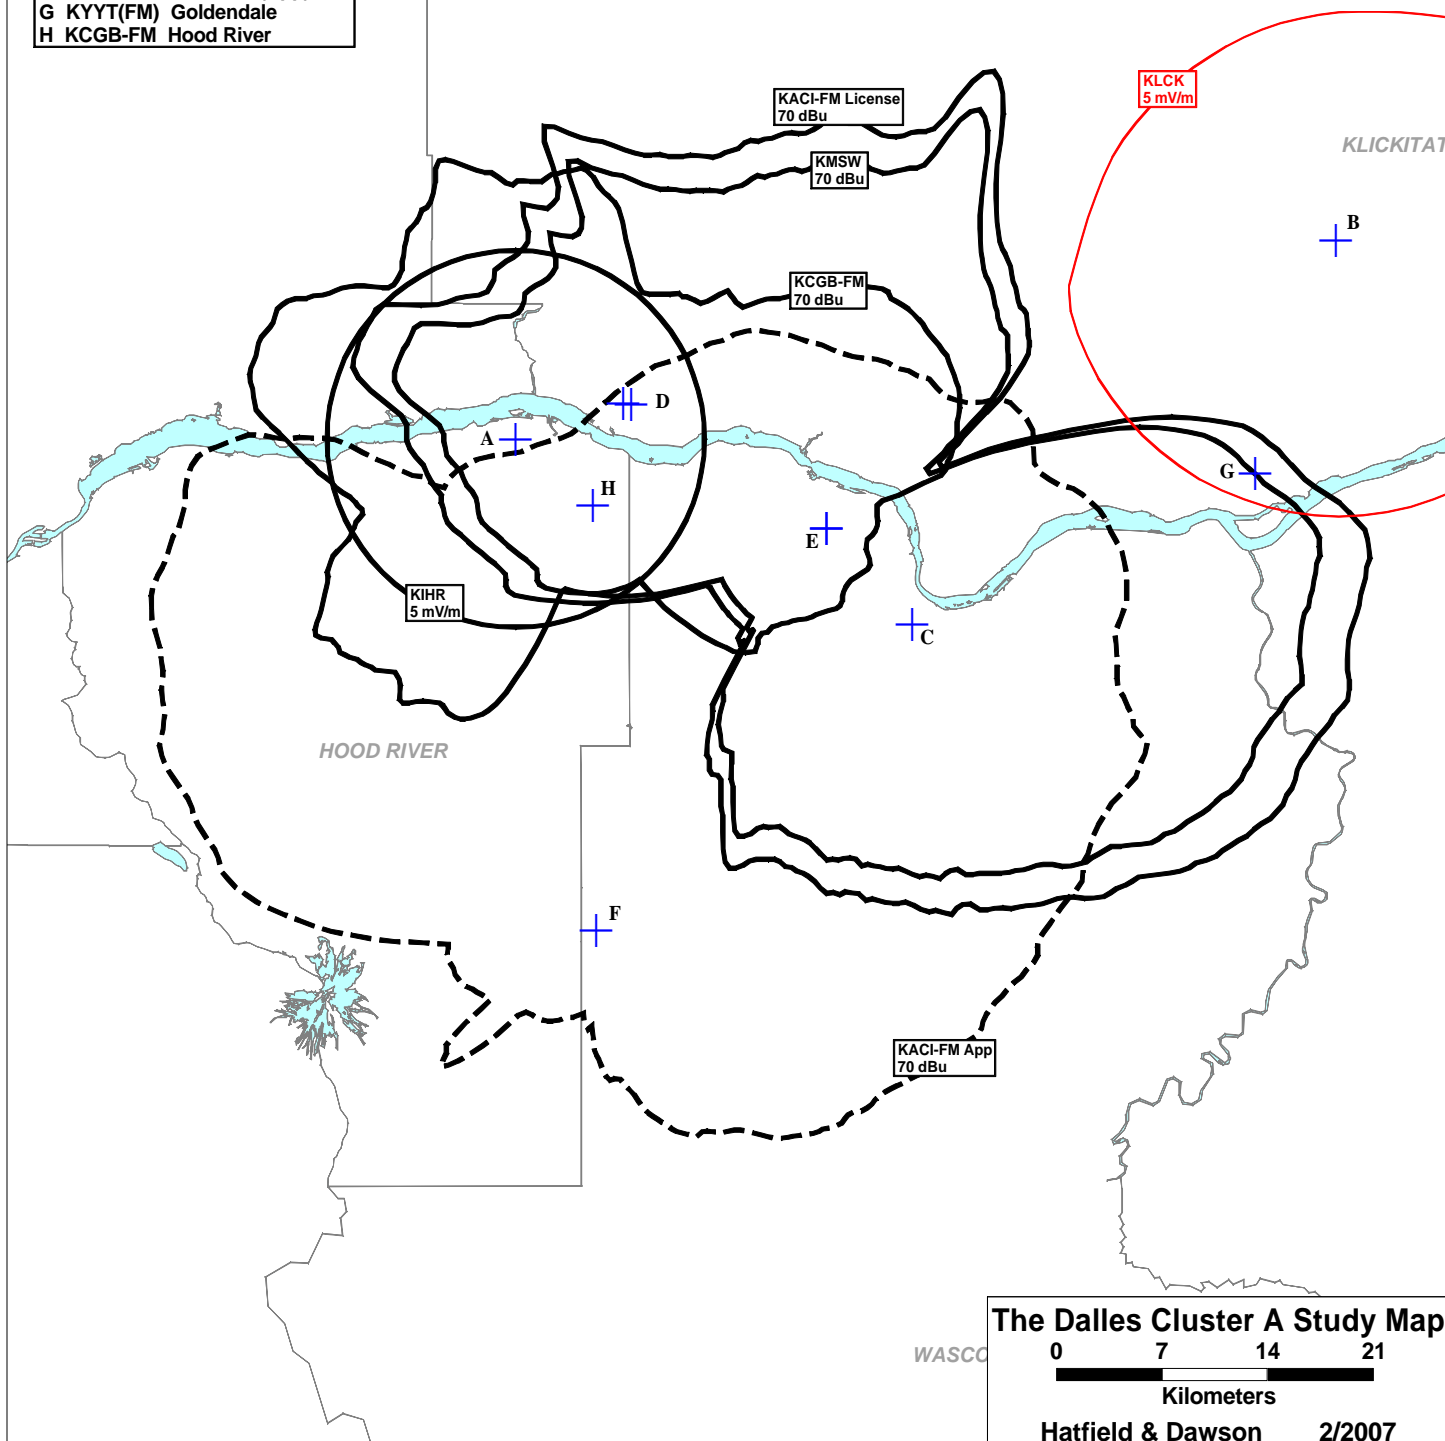 G KYYT(FM) Goldendale
H KCGB-FM Hood River
KACI-FM License
70 dBu
KLCK
5 mV/m
KLICKITAT
KMSW
70 dBu
B
KCGB-FM
70 dBu
D
A
G
H
E
KIHR
5 mV/m
C
HOOD RIVER
F
KACI-FM App
70 dBu
WASCO
The Dalles Cluster A Study Map
0 7 14 21
Kilometers
Hatfield & Dawson 2/2007